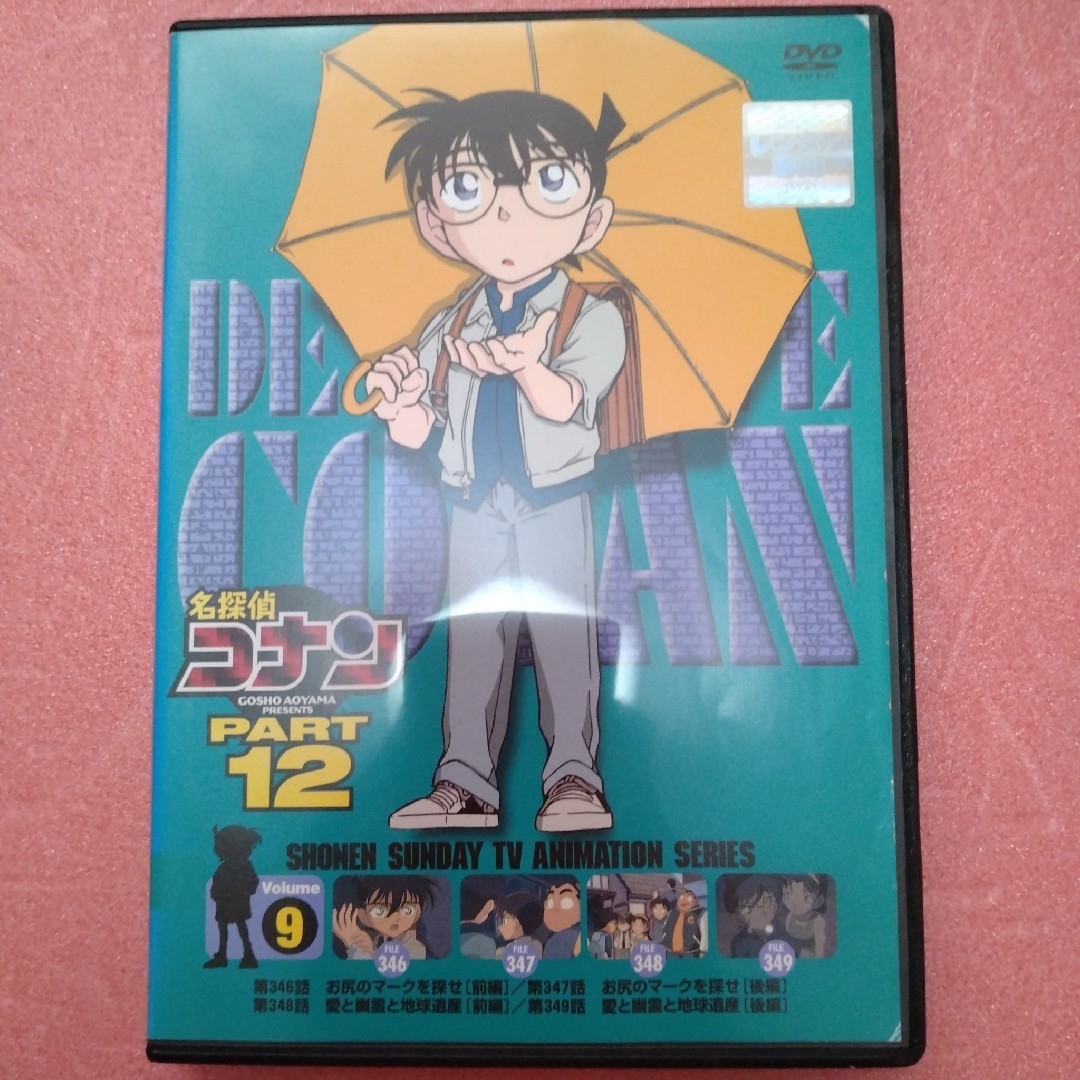 DVD
VIDEO
DE E
CO AN
名探偵
コナン
GOSHO AOYAMA
PRESENTS
PART
12
SHONEN SUNDAY TV ANIMATION SERIES
Volume
9
FILE
346
FILE
347
FILE
348
FILE
349
第346話 お尻のマークを探せ[前編]/第347話 お尻のマークを探せ[後編]
第348話 愛と幽霊と地球遺産[前編]/第349話 愛と幽霊と地球遺産[後編]